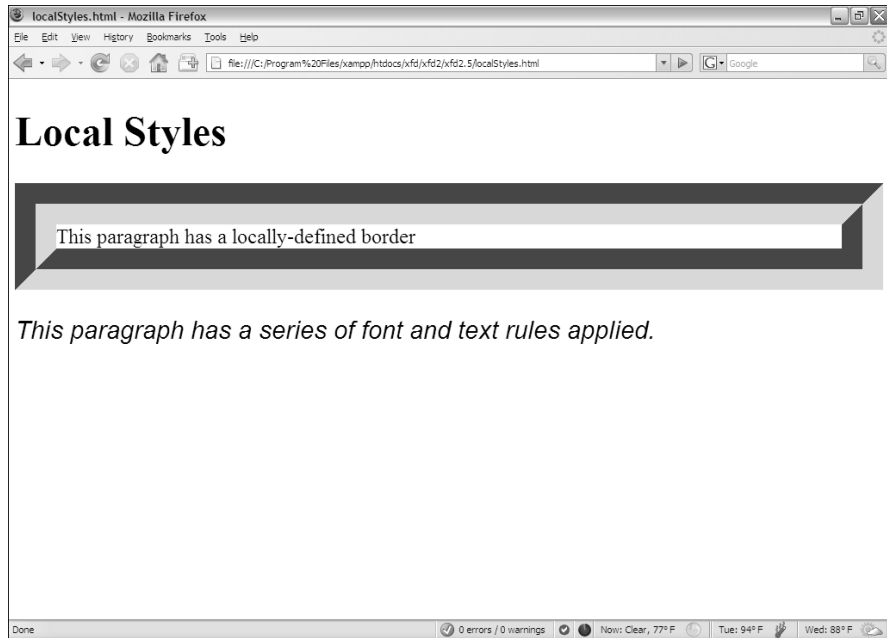 localStyles.html - Mozilla Firefox
File Edit View History Bookmarks Tools Help
file:///C:/Program%20Files/xampp/htdocs/xfd/xfd2/xfd2.5/localStyles.html
G Google
Local Styles
This paragraph has a locally-defined border
This paragraph has a series of font and text rules applied.
Done 0 errors / 0 warnings Now: Clear, 77° F Tue: 94° F Wed: 88° F